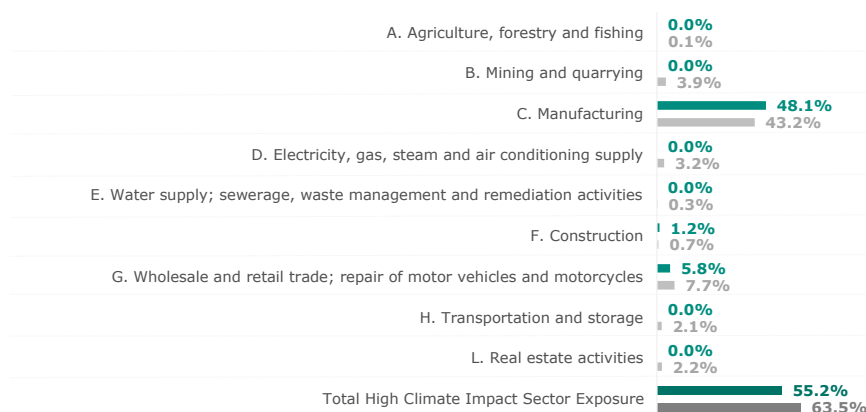 A. Agriculture, forestry and fishing
0.0%
0.1%
B. Mining and quarrying
0.0%
3.9%
C. Manufacturing
48.1%
43.2%
D. Electricity, gas, steam and air conditioning supply
0.0%
3.2%
E. Water supply; sewerage, waste management and remediation activities
0.0%
0.3%
F. Construction
1.2%
0.7%
G. Wholesale and retail trade; repair of motor vehicles and motorcycles
5.8%
7.7%
H. Transportation and storage
0.0%
2.1%
L. Real estate activities
0.0%
2.2%
Total High Climate Impact Sector Exposure
55.2%
63.5%